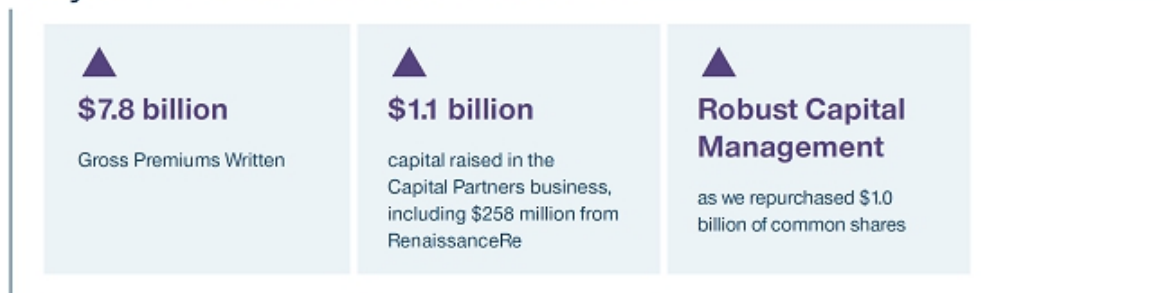 $7.8 billion
Gross Premiums Written
$1.1 billion
capital raised in the
Capital Partners business,
including $258 million from
RenaissanceRe
Robust Capital
Management
as we repurchased $1.0
billion of common shares